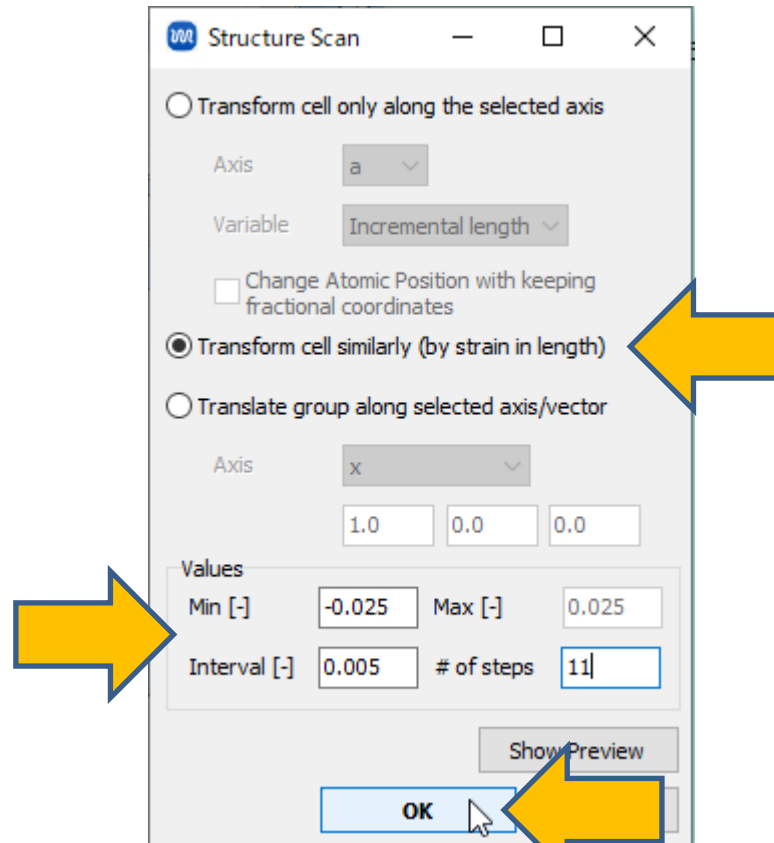 Structure Scan
Transform cell only along the selected axis
Axis a
Variable Incremental length
Change Atomic Position with keeping
fractional coordinates
Transform cell similarly (by strain in length)
Translate group along selected axis/vector
Axis x
1.0 0.0 0.0
Values
Min [-] -0.025 Max [-] 0.025
Interval [-] 0.005 # of steps 11
Show Preview
OK